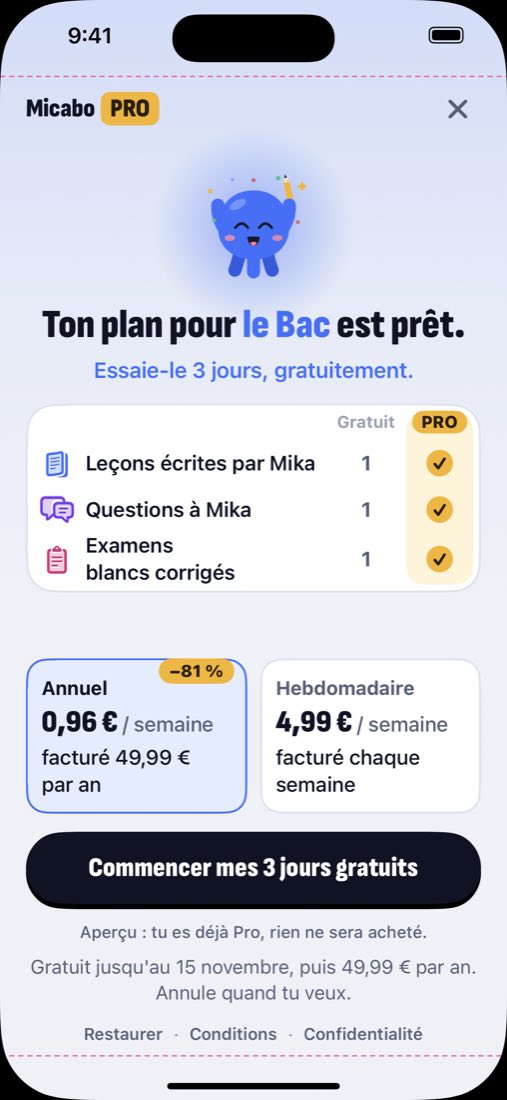 9:41
Micabo PRO
Ton plan pour le Bac est prêt.
Essaie-le 3 jours, gratuitement.
Gratuit PRO
Leçons écrites par Mika 1
Questions à Mika 1
Examens
blancs corrigés 1
−81 %
Annuel
0,96 € / semaine
facturé 49,99 €
par an
Hebdomadaire
4,99 € / semaine
facturé chaque
semaine
Commencer mes 3 jours gratuits
Aperçu : tu es déjà Pro, rien ne sera acheté.
Gratuit jusqu'au 15 novembre, puis 49,99 € par an.
Annule quand tu veux.
Restaurer · Conditions · Confidentialité